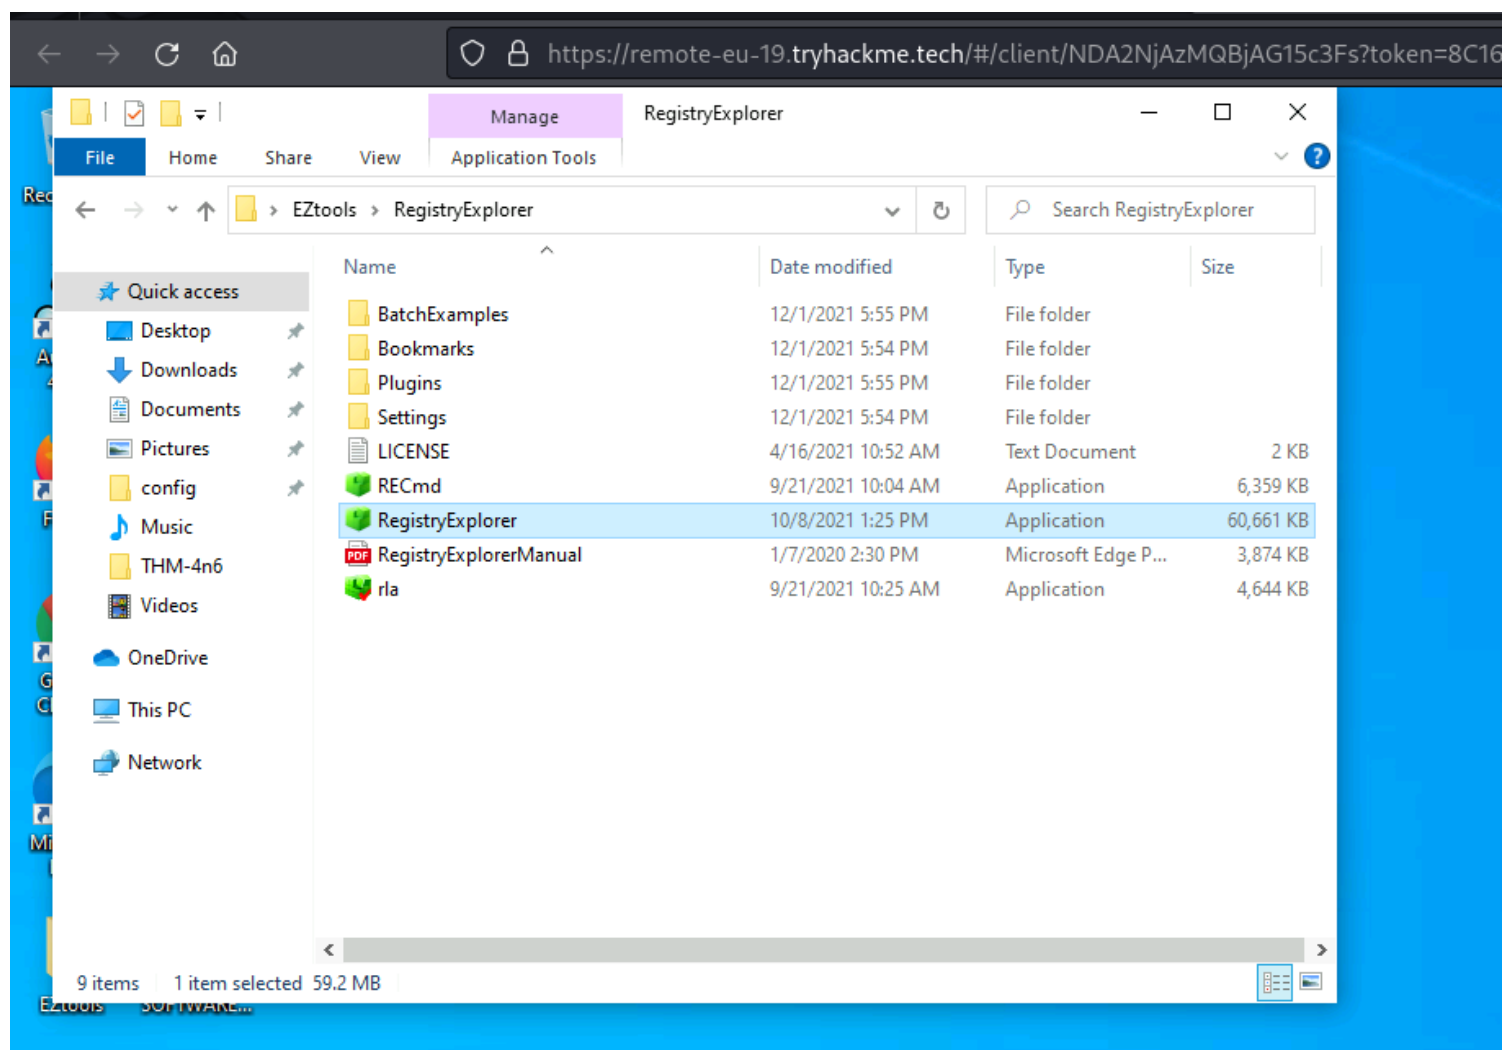 https://remote-eu-19.tryhackme.tech/#/client/NDA2NjAzMQBjAG15c3Fs?token=8C16
Manage RegistryExplorer
File Home Share View Application Tools
EZtools RegistryExplorer Search RegistryExplorer
Name Date modified Type Size
Quick access
Desktop
Downloads
Documents
Pictures
config
Music
THM-4n6
Videos
OneDrive
This PC
Network
BatchExamples 12/1/2021 5:55 PM File folder
Bookmarks 12/1/2021 5:54 PM File folder
Plugins 12/1/2021 5:55 PM File folder
Settings 12/1/2021 5:54 PM File folder
LICENSE 4/16/2021 10:52 AM Text Document 2 KB
RECmd 9/21/2021 10:04 AM Application 6,359 KB
RegistryExplorer 10/8/2021 1:25 PM Application 60,661 KB
PDF RegistryExplorerManual 1/7/2020 2:30 PM Microsoft Edge P... 3,874 KB
rla 9/21/2021 10:25 AM Application 4,644 KB
9 items 1 item selected 59.2 MB
EZtools SOFTWARE...